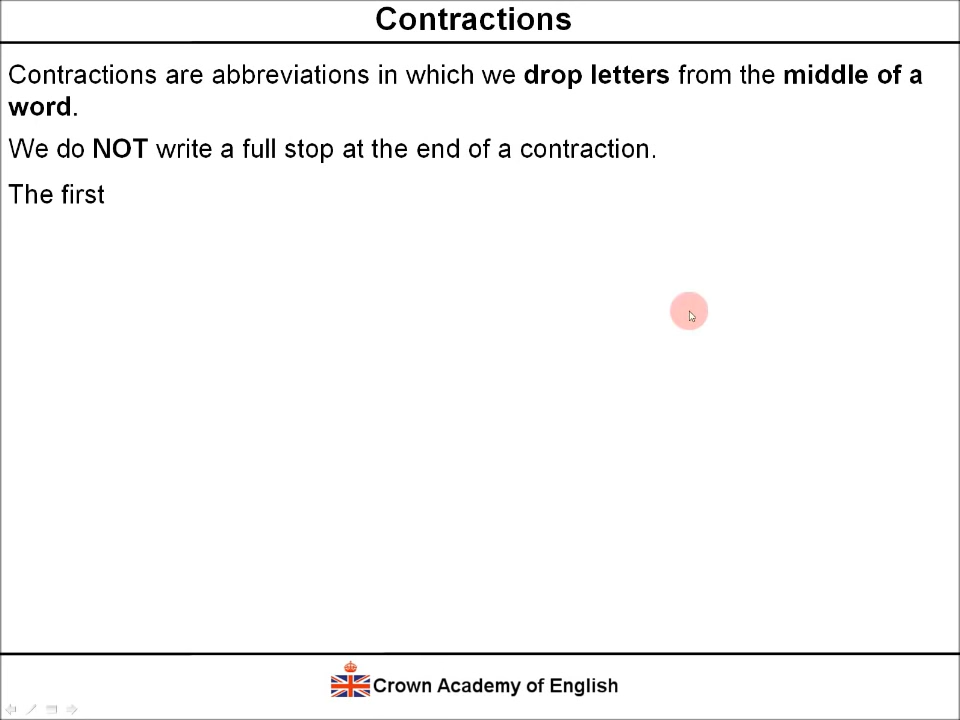 Contractions
Contractions are abbreviations in which we drop letters from the middle of a
word.
We do NOT write a full stop at the end of a contraction.
The first
Crown Academy of English